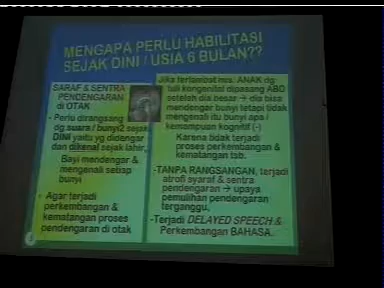 MENGAPA PERLU HABILITASI
SEJAK DINI / USIA 6 BULAN??
SARAF & SENTRA
PENDENGARAN
di OTAK
- Perlu dirangsang
dg suara / bunyi2 sejak
DINI yaitu yg didengar
dan dikenal sejak lahir.
Bayi mendengar &
mengenali setiap
bunyi
- Agar terjadi
perkembangan &
kematangan proses
pendengaran di otak
Jika terlambat mis. ANAK dg
tuli kongenital dipasang ABD
setelah dia besar → dia bisa
mendengar bunyi tetapi tidak
mengenali itu bunyi apa /
kemampuan kognitif (-)
Karena tidak terjadi
proses perkembangan &
kematangan tsb.
-TANPA RANGSANGAN, terjadi
atrofi syaraf & sentra
pendengaran → upaya
pemulihan pendengaran
terganggu.
-Terjadi DELAYED SPEECH &
Perkembangan BAHASA.